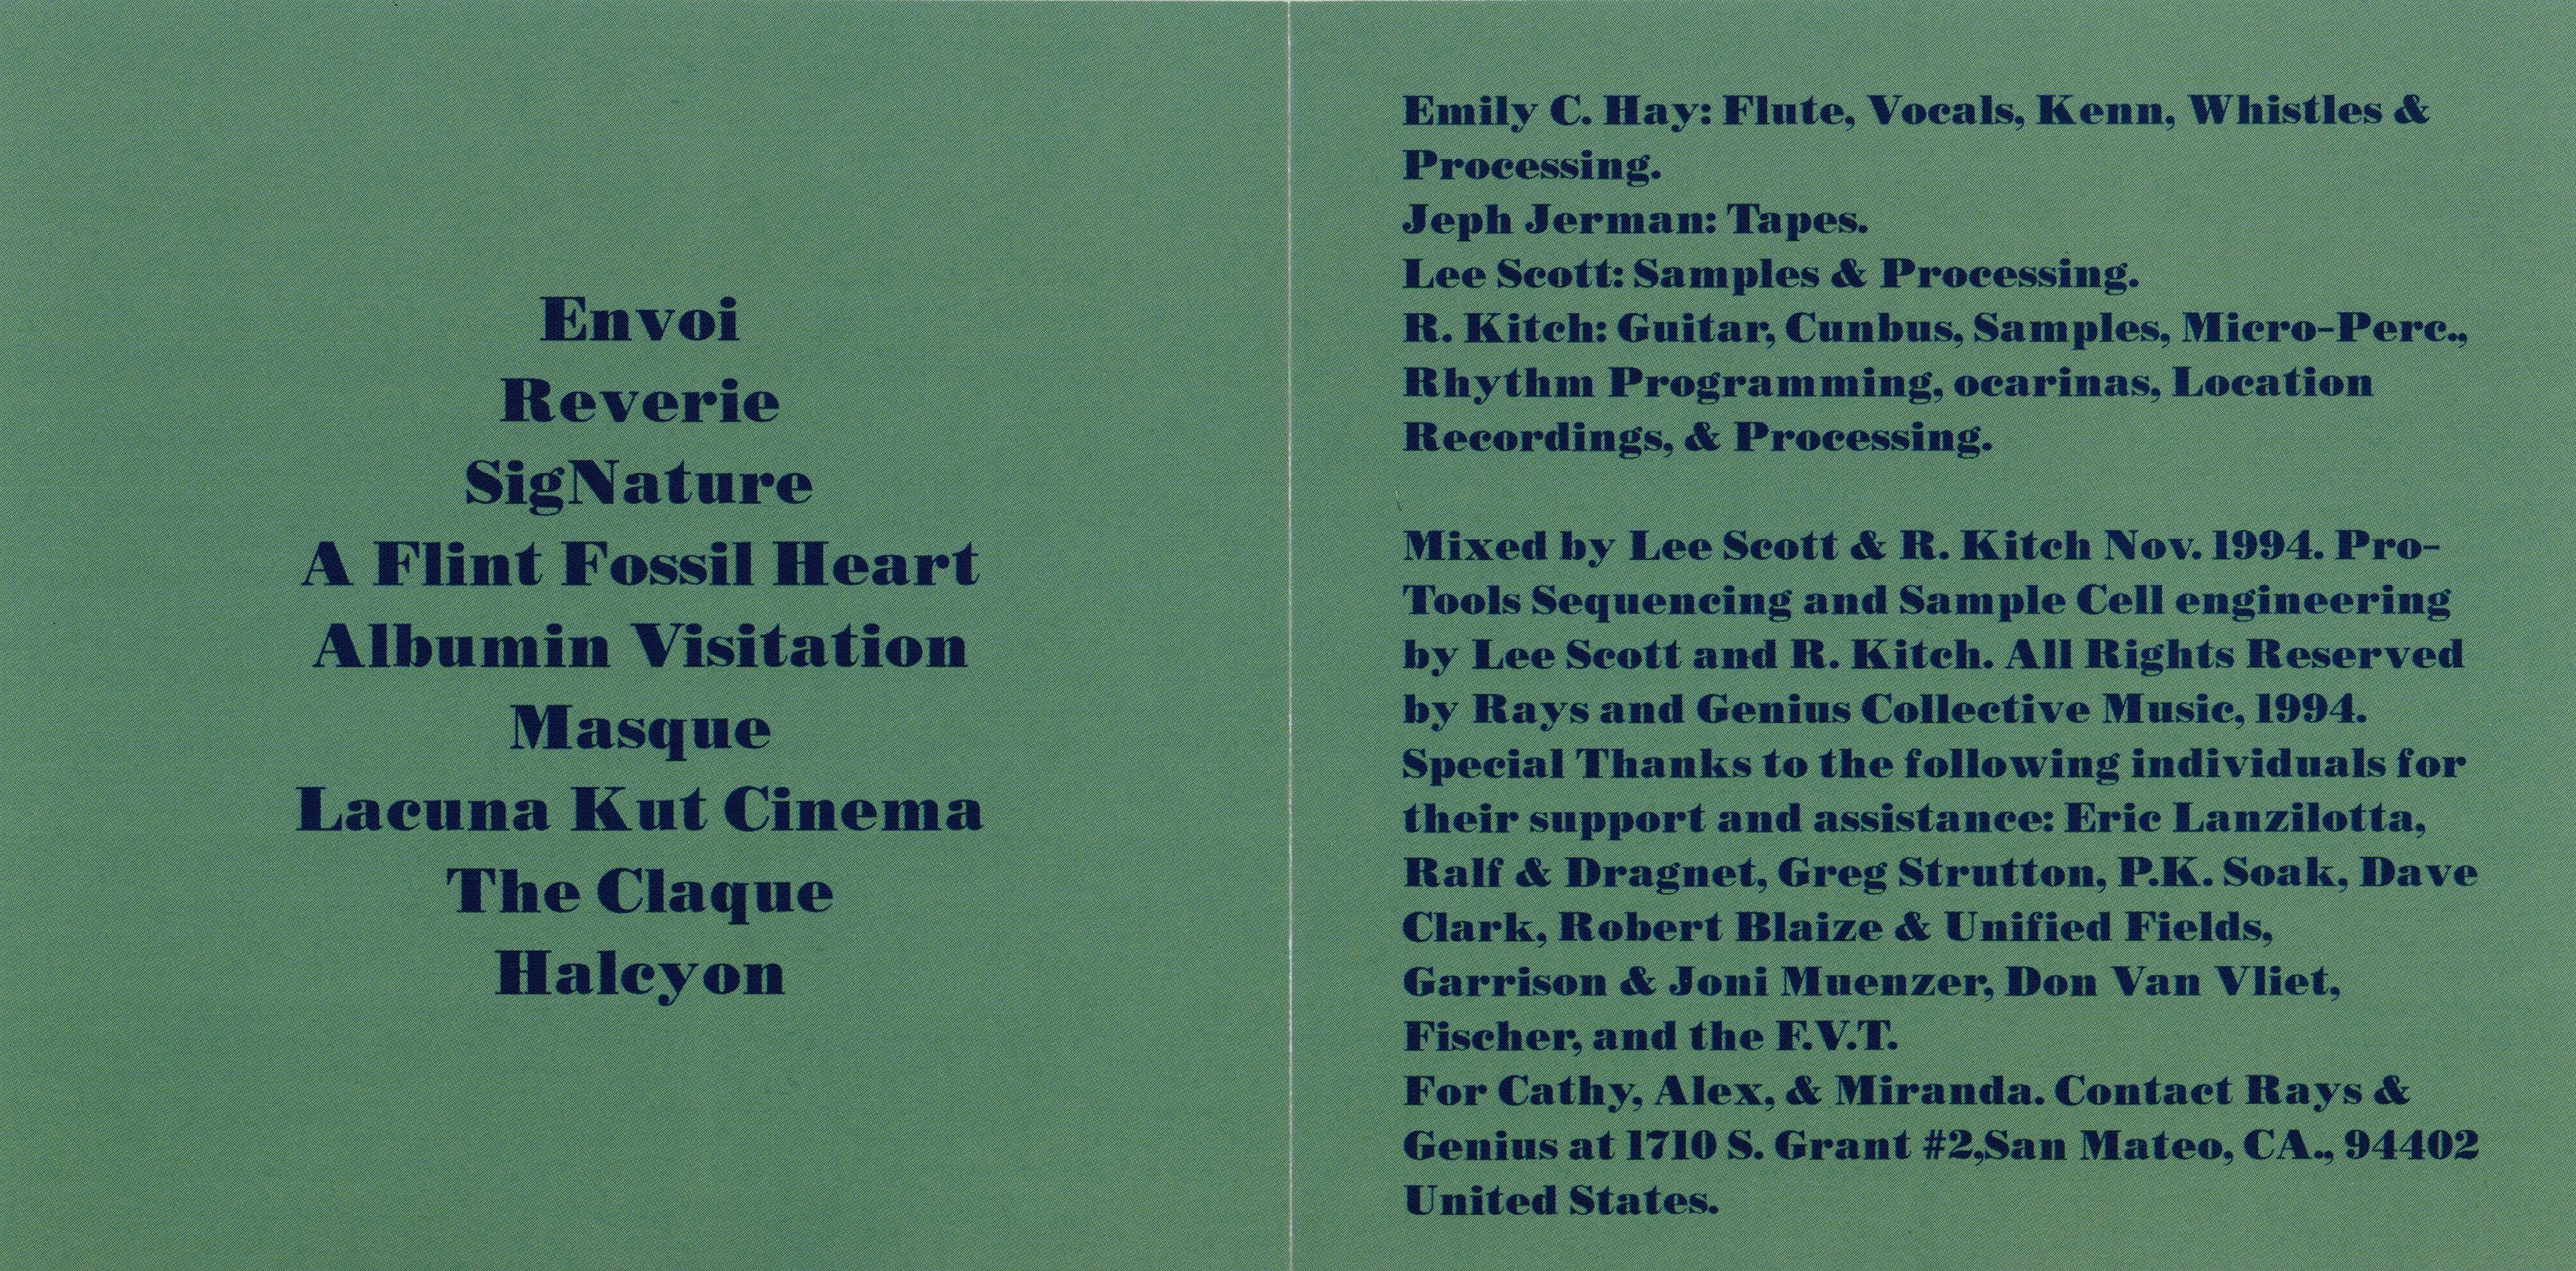 Envoi
Reverie
SigNature
A Flint Fossil Heart
Albumin Visitation
Masque
Lacuna Kut Cinema
The Claque
Halcyon
Emily C. Hay: Flute, Vocals, Kenn, Whistles &
Processing.
Jeph Jerman: Tapes.
Lee Scott: Samples & Processing.
R. Kitch: Guitar, Cunbus, Samples, Micro-Perc.,
Rhythm Programming, ocarinas, Location
Recordings, & Processing.
Mixed by Lee Scott & R. Kitch Nov. 1994. Pro-
Tools Sequencing and Sample Cell engineering
by Lee Scott and R. Kitch. All Rights Reserved
by Rays and Genius Collective Music, 1994.
Special Thanks to the following individuals for
their support and assistance: Eric Lanzilotta,
Ralf & Dragnet, Greg Strutton, P.K. Soak, Dave
Clark, Robert Blaize & Unified Fields,
Garrison & Joni Muenzer, Don Van Vliet,
Fischer, and the F.V.T.
For Cathy, Alex, & Miranda. Contact Rays &
Genius at 1710 S. Grant #2,San Mateo, CA., 94402
United States.